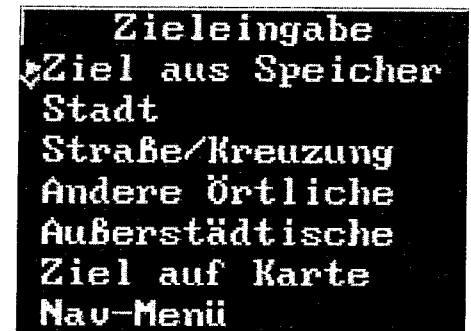 Zieleingabe
Ziel aus Speicher
Stadt
Straße/Kreuzung
Andere Örtliche
Außerstädtische
Ziel auf Karte
Nav-Menü